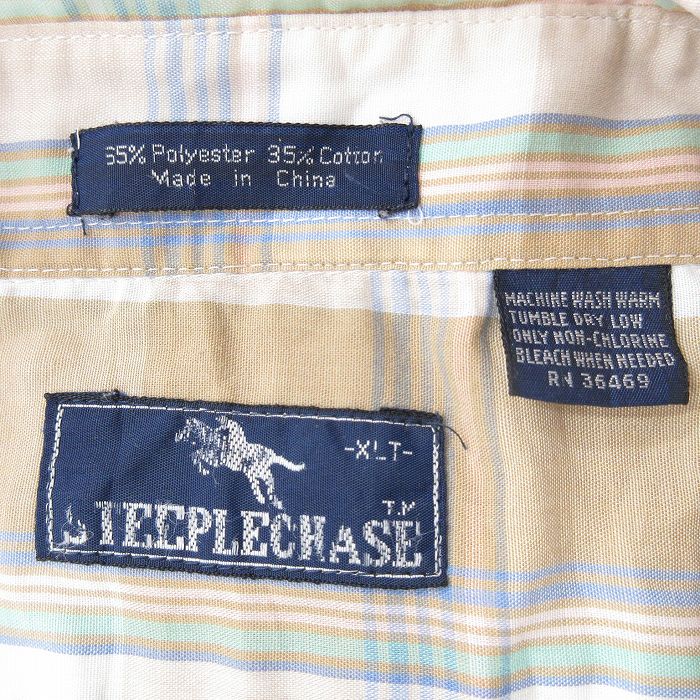 65% Polyester 35% Cotton
Made in China
MACHINE WASH WARM
TUMBLE DRY LOW
ONLY NON-CHLORINE
BLEACH WHEN NEEDED
RN 36469
-XLT-
STEEPLECHASE TM